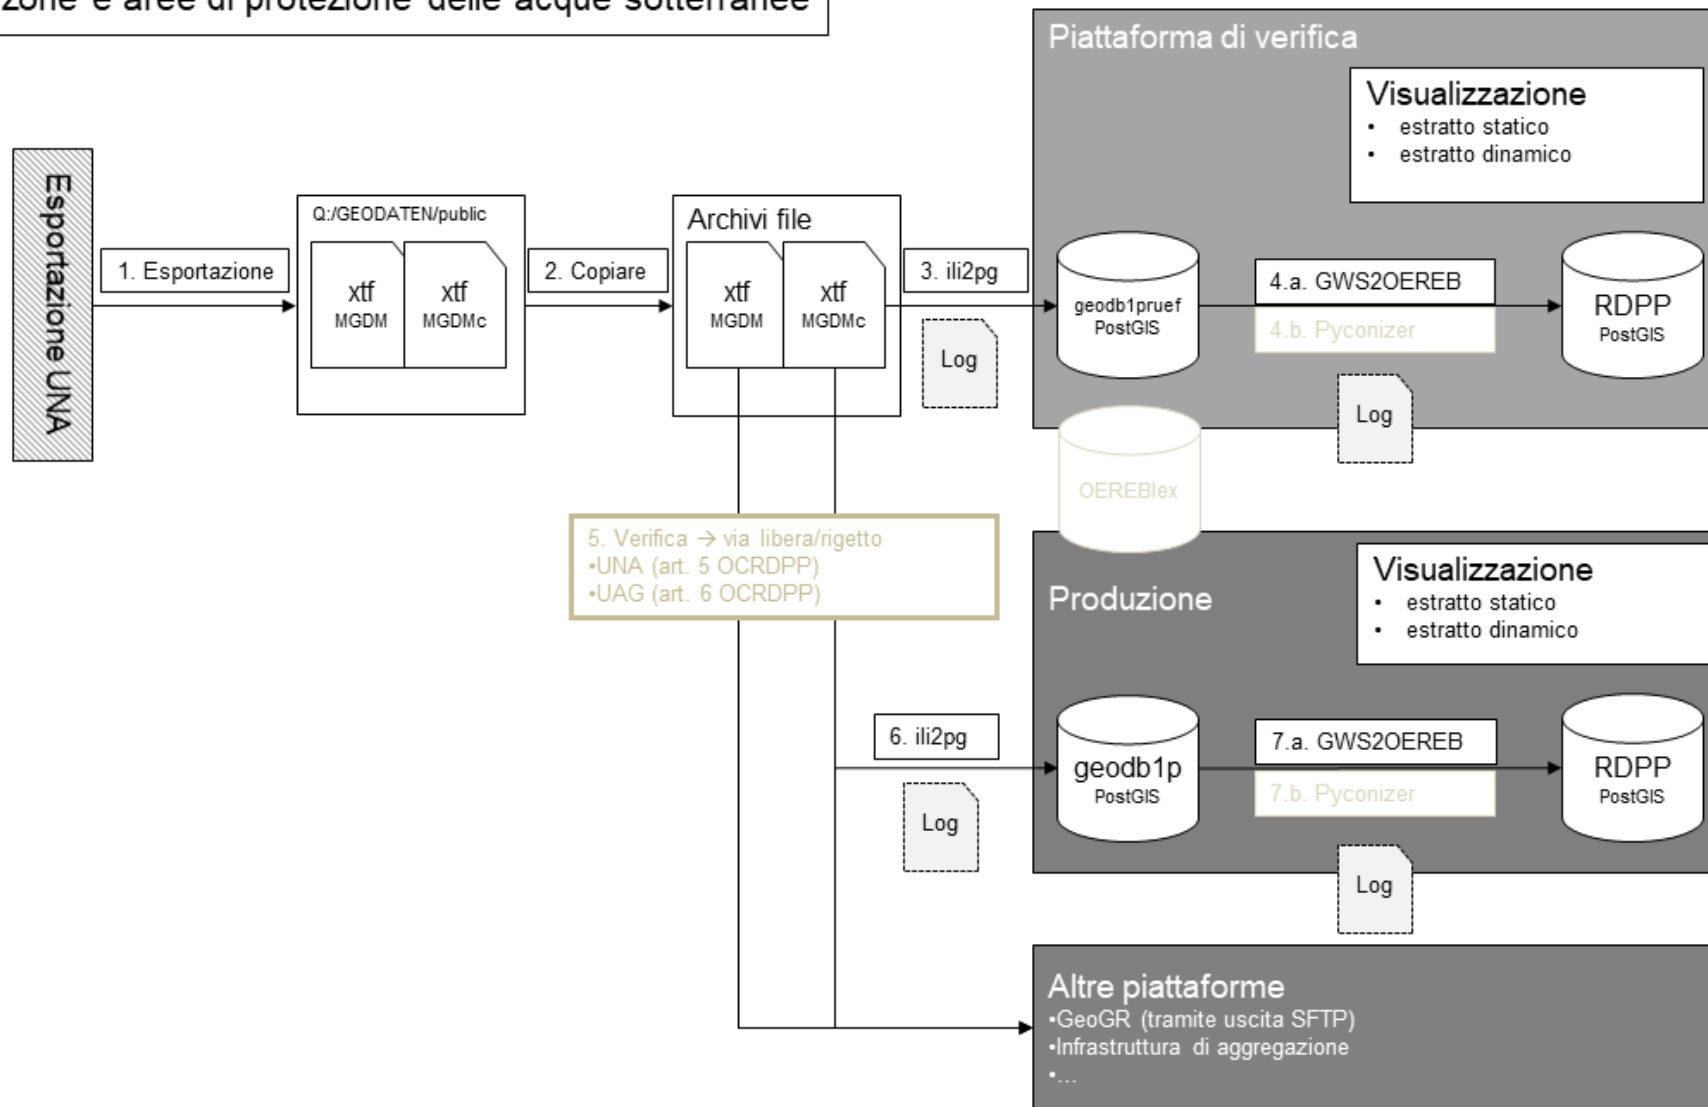 zone e aree di protezione delle acque sotterranee
Piattaforma di verifica
Visualizzazione
• estratto statico
• estratto dinamico
Esportazione UNA
1. Esportazione
Q:/GEODATEN/public
xtf
MGDM
xtf
MGDMc
2. Copiare
Archivi file
xtf
MGDM
xtf
MGDMc
3. ili2pg
Log
geodb1pruef
PostGIS
4.a. GWS2OEREB
4.b. Pyconizer
Log
RDPP
PostGIS
OEREBlex
5. Verifica → via libera/rigetto
•UNA (art. 5 OCRDPP)
•UAG (art. 6 OCRDPP)
Produzione
Visualizzazione
• estratto statico
• estratto dinamico
6. ili2pg
Log
geodb1p
PostGIS
7.a. GWS2OEREB
7.b. Pyconizer
Log
RDPP
PostGIS
Altre piattaforme
•GeoGR (tramite uscita SFTP)
•Infrastruttura di aggregazione
•...